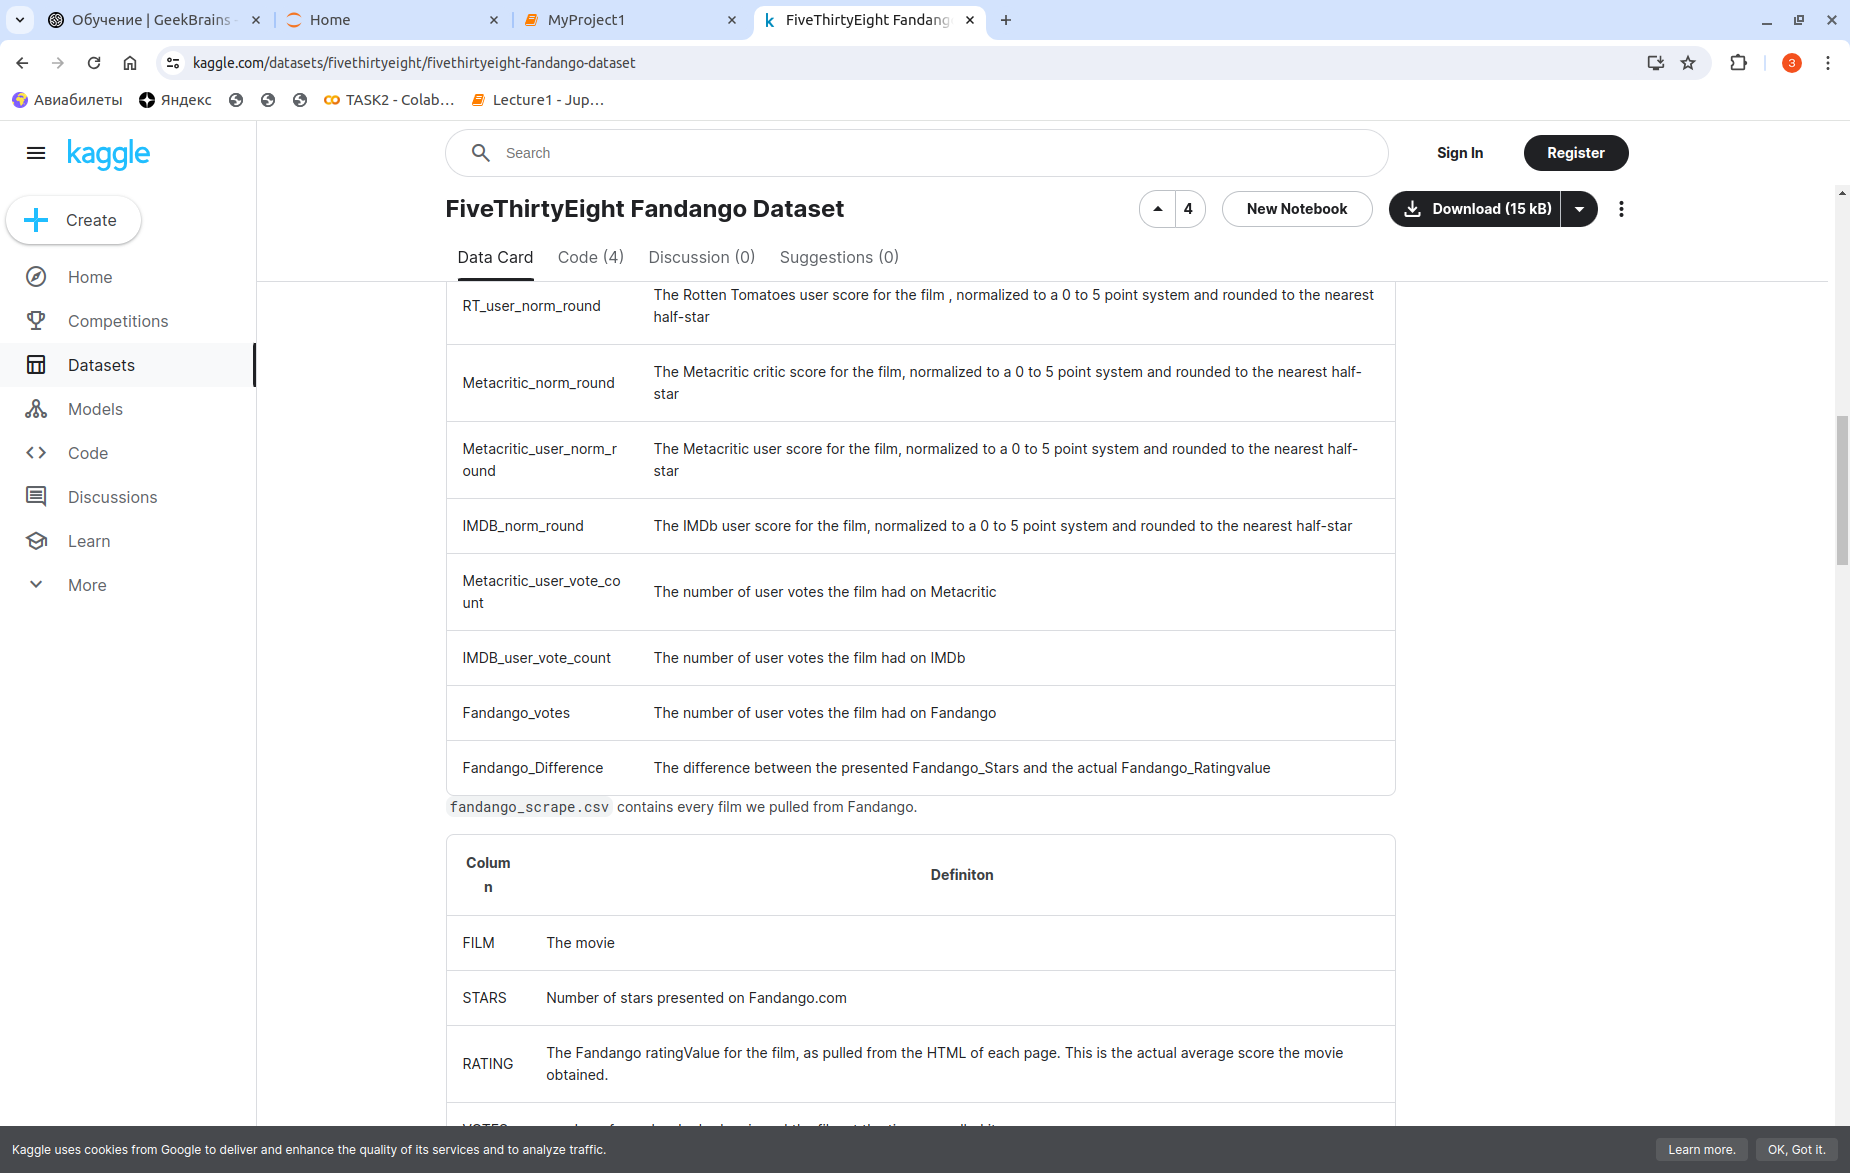 Обучение | GeekBrains -
Home
MyProject1
FiveThirtyEight Fandang
kaggle.com/datasets/fivethirtyeight/fivethirtyeight-fandango-dataset
3
Авиабилеты
Яндекс
TASK2 - Colab…
Lecture1 - Jup…
kaggle
Search
Sign In
Register
Create
FiveThirtyEight Fandango Dataset
4
New Notebook
Download (15 kB)
Data Card
Code (4)
Discussion (0)
Suggestions (0)
Home
Competitions
Datasets
Models
Code
Discussions
Learn
More
RT_user_norm_round
The Rotten Tomatoes user score for the film , normalized to a 0 to 5 point system and rounded to the nearest
half-star
Metacritic_norm_round
The Metacritic critic score for the film, normalized to a 0 to 5 point system and rounded to the nearest half-
star
Metacritic_user_norm_r
ound
The Metacritic user score for the film, normalized to a 0 to 5 point system and rounded to the nearest half-
star
IMDB_norm_round
The IMDb user score for the film, normalized to a 0 to 5 point system and rounded to the nearest half-star
Metacritic_user_vote_co
unt
The number of user votes the film had on Metacritic
IMDB_user_vote_count
The number of user votes the film had on IMDb
Fandango_votes
The number of user votes the film had on Fandango
Fandango_Difference
The difference between the presented Fandango_Stars and the actual Fandango_Ratingvalue
fandango_scrape.csv contains every film we pulled from Fandango.
Colum
n
Definiton
FILM
The movie
STARS
Number of stars presented on Fandango.com
RATING
The Fandango ratingValue for the film, as pulled from the HTML of each page. This is the actual average score the movie
obtained.
Kaggle uses cookies from Google to deliver and enhance the quality of its services and to analyze traffic.
Learn more.
OK, Got it.